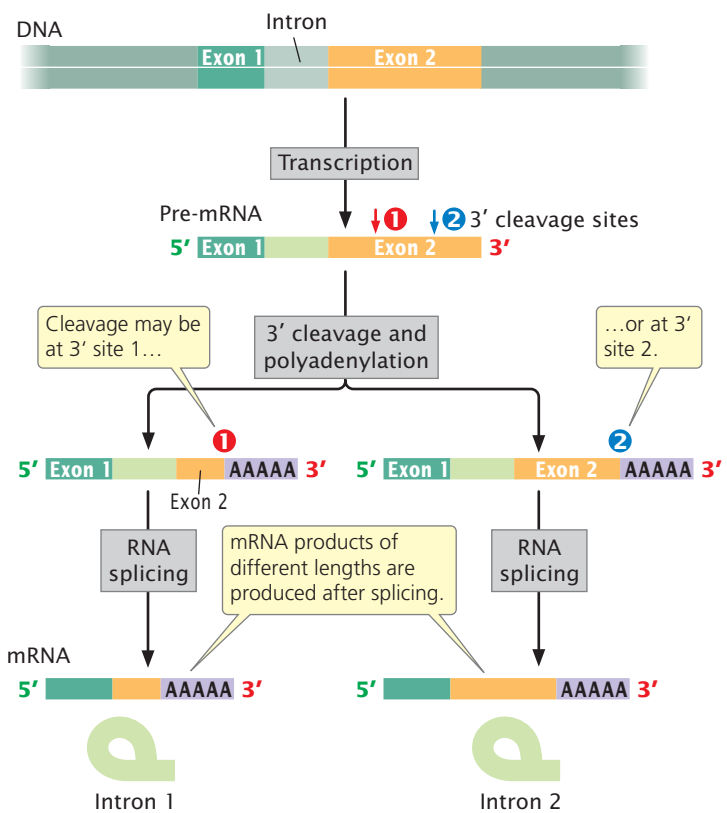 DNA
Intron
Exon 1
Exon 2
Transcription
Pre-mRNA
1
2
3′ cleavage sites
5′
Exon 1
Exon 2
3′
Cleavage may be
at 3′ site 1…
3′ cleavage and
polyadenylation
…or at 3′
site 2.
1
2
5′
Exon 1
AAAAA
3′
Exon 2
5′
Exon 1
Exon 2
AAAAA
3′
RNA
splicing
mRNA products of
different lengths are
produced after splicing.
RNA
splicing
mRNA
5′
AAAAA
3′
5′
AAAAA
3′
Intron 1
Intron 2